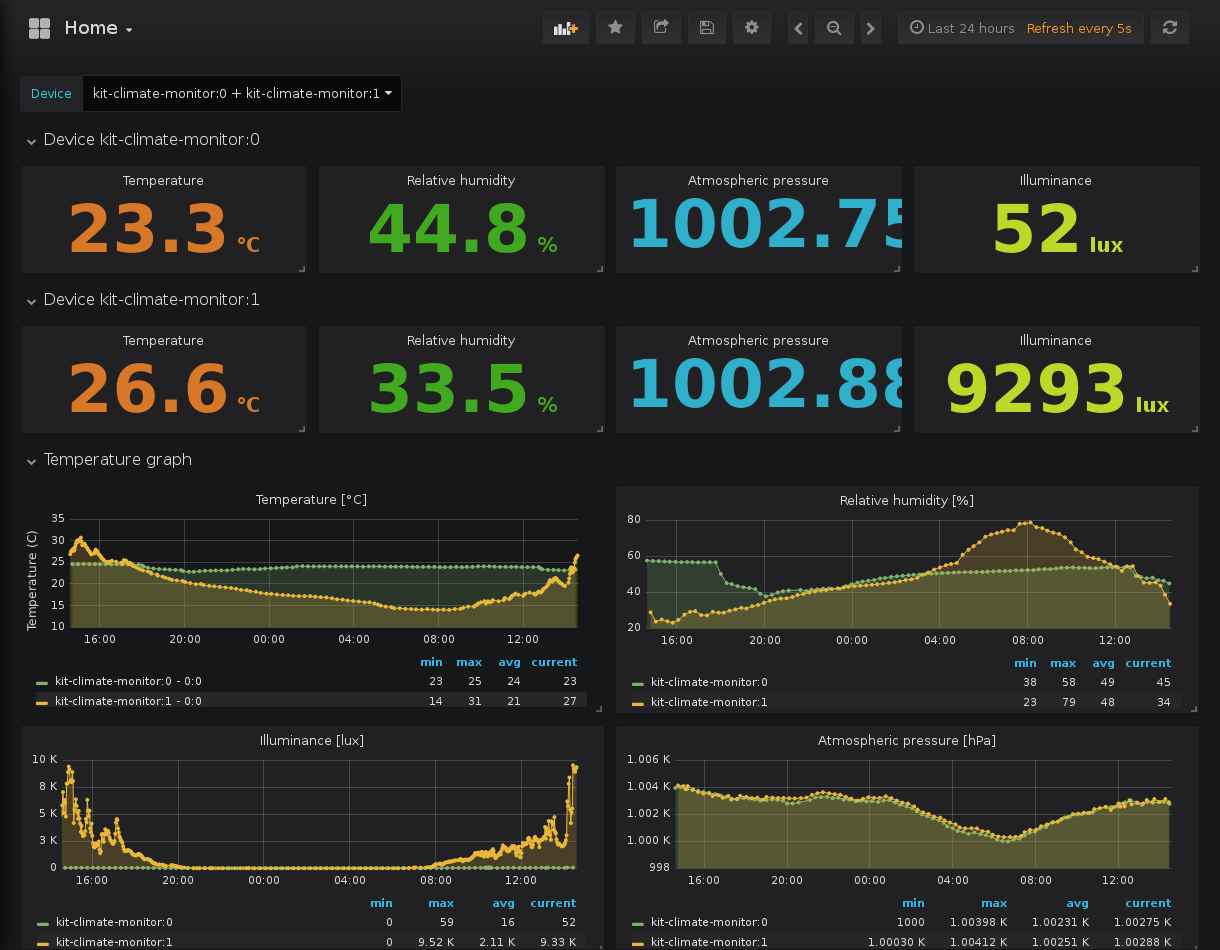 Home
Last 24 hours Refresh every 5s
Device kit-climate-monitor:0 + kit-climate-monitor:1
Device kit-climate-monitor:0
Temperature
23.3 °C
Relative humidity
44.8 %
Atmospheric pressure
1002.75
Illuminance
52 lux
Device kit-climate-monitor:1
Temperature
26.6 °C
Relative humidity
33.5 %
Atmospheric pressure
1002.88
Illuminance
9293 lux
Temperature graph
Temperature [°C]
Temperature (C)
35
30
25
20
15
10
16:00 20:00 00:00 04:00 08:00 12:00
min max avg current
kit-climate-monitor:0 - 0:0 23 25 24 23
kit-climate-monitor:1 - 0:0 14 31 21 27
Relative humidity [%]
80
60
40
20
16:00 20:00 00:00 04:00 08:00 12:00
min max avg current
kit-climate-monitor:0 38 58 49 45
kit-climate-monitor:1 23 79 48 34
Illuminance [lux]
10 K
8 K
5 K
3 K
0
16:00 20:00 00:00 04:00 08:00 12:00
min max avg current
kit-climate-monitor:0 0 59 16 52
kit-climate-monitor:1 0 9.52 K 2.11 K 9.33 K
Atmospheric pressure [hPa]
1.006 K
1.004 K
1.002 K
1.000 K
998
16:00 20:00 00:00 04:00 08:00 12:00
min max avg current
kit-climate-monitor:0 1000 1.00398 K 1.00231 K 1.00275 K
kit-climate-monitor:1 1.00030 K 1.00412 K 1.00251 K 1.00288 K